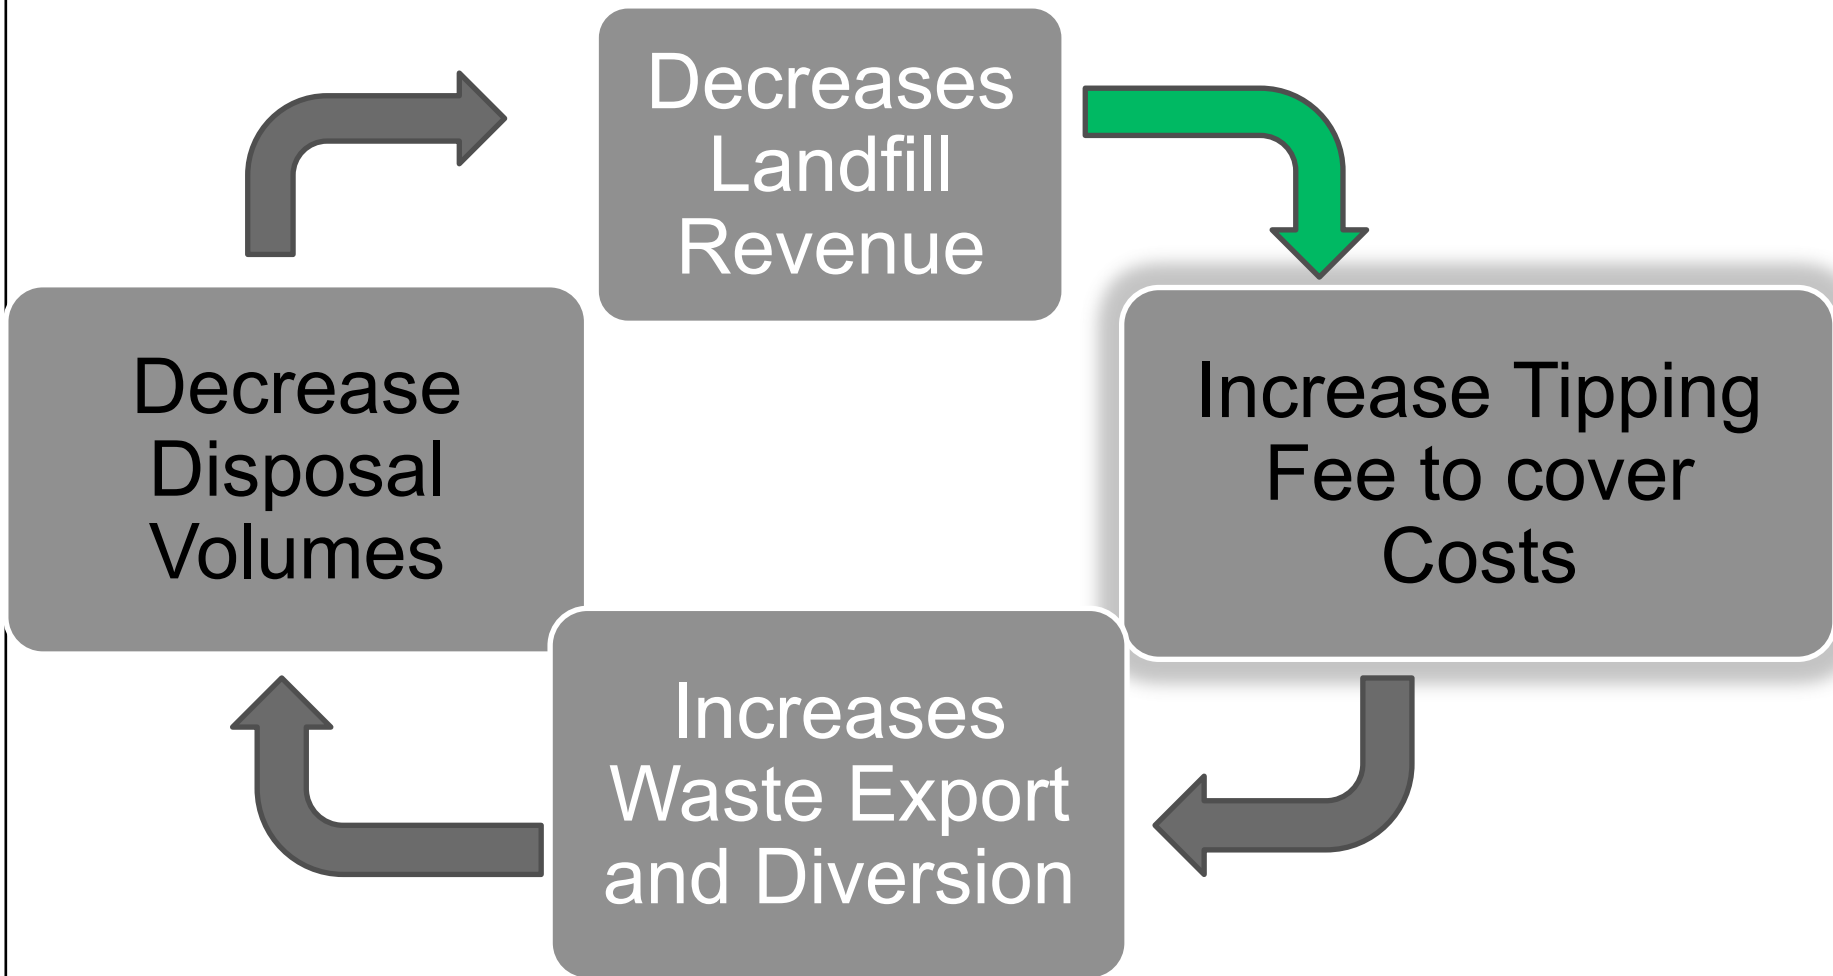 Decreases
Landfill
Revenue
Increase Tipping
Fee to cover
Costs
Increases
Waste Export
and Diversion
Decrease
Disposal
Volumes